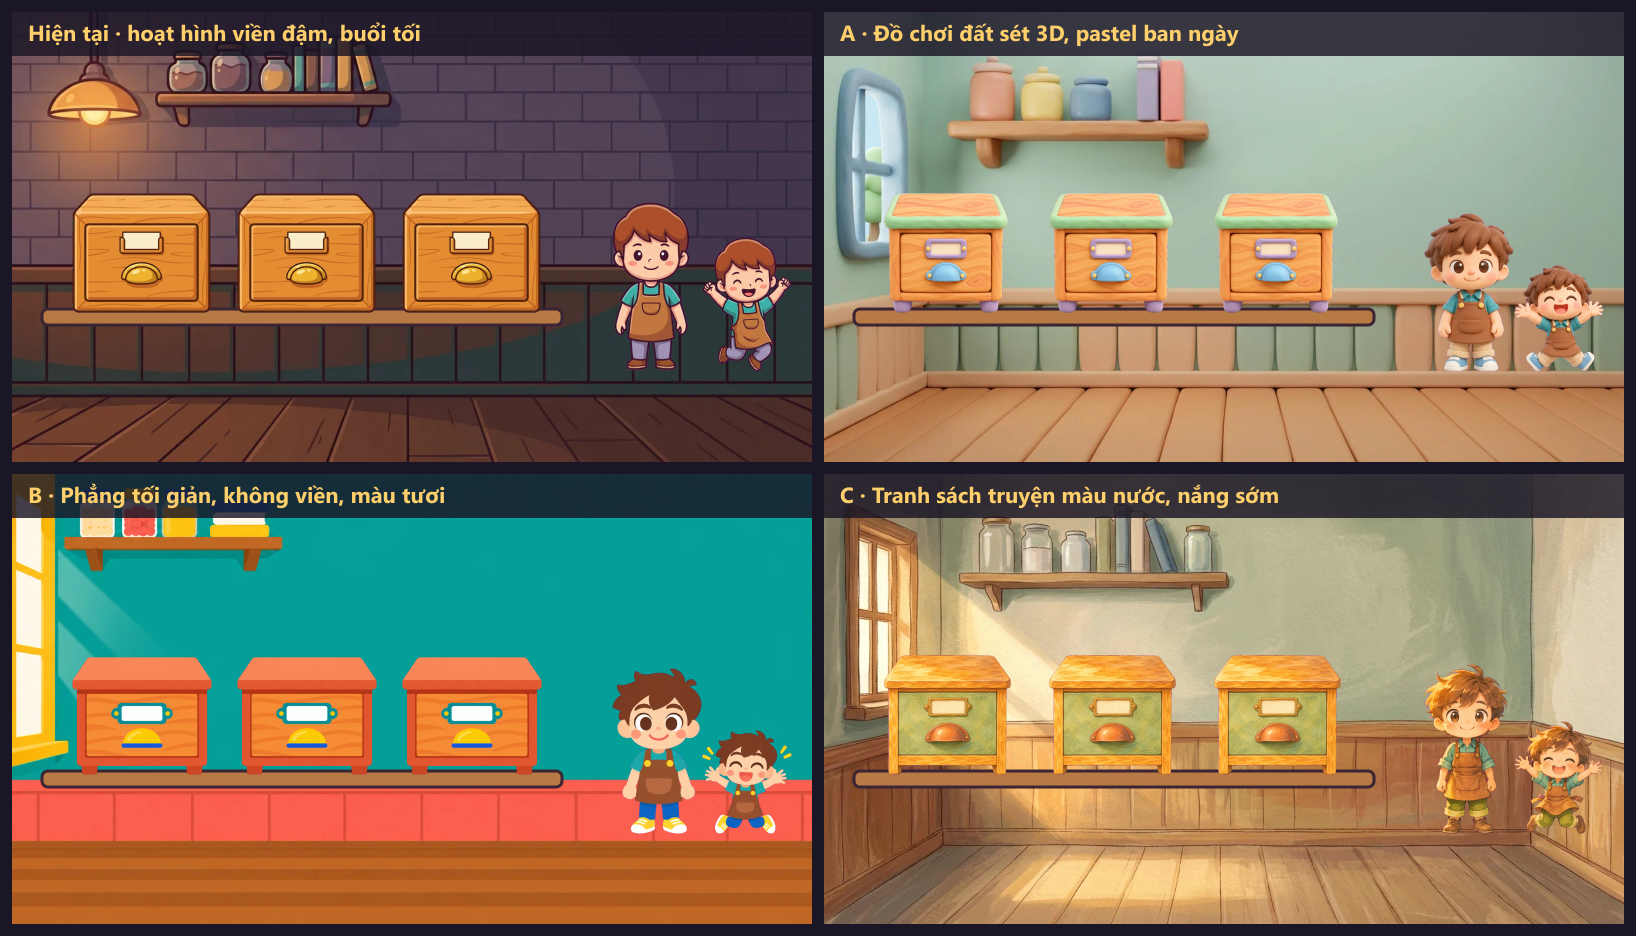 Hiện tại · hoạt hình viền đậm, buổi tối
A · Đồ chơi đất sét 3D, pastel ban ngày
B · Phẳng tối giản, không viền, màu tươi
C · Tranh sách truyện màu nước, nắng sớm